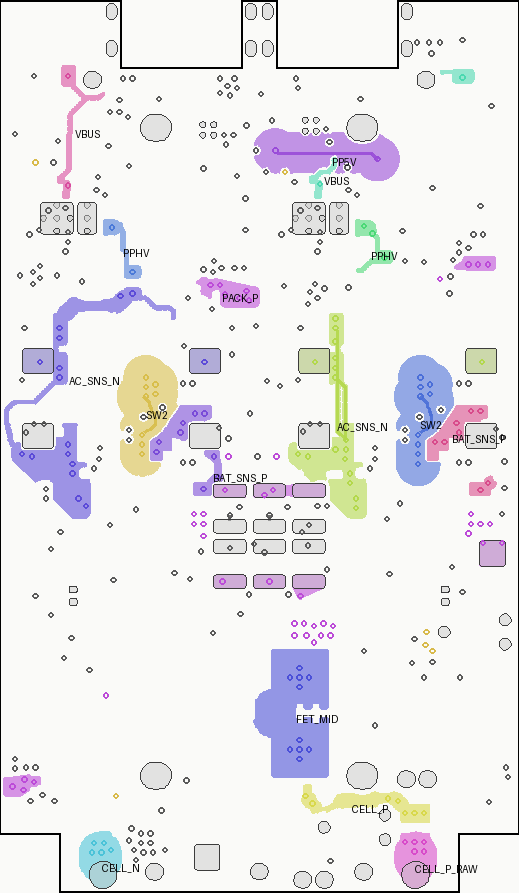 VBUS
PP5V
VBUS
PPHV
PPHV
PACK_P
AC_SNS_N
SW2
AC_SNS_N
SW2
BAT_SNS_P
BAT_SNS_P
FET_MID
CELL_P
CELL_N
CELL_P_RAW